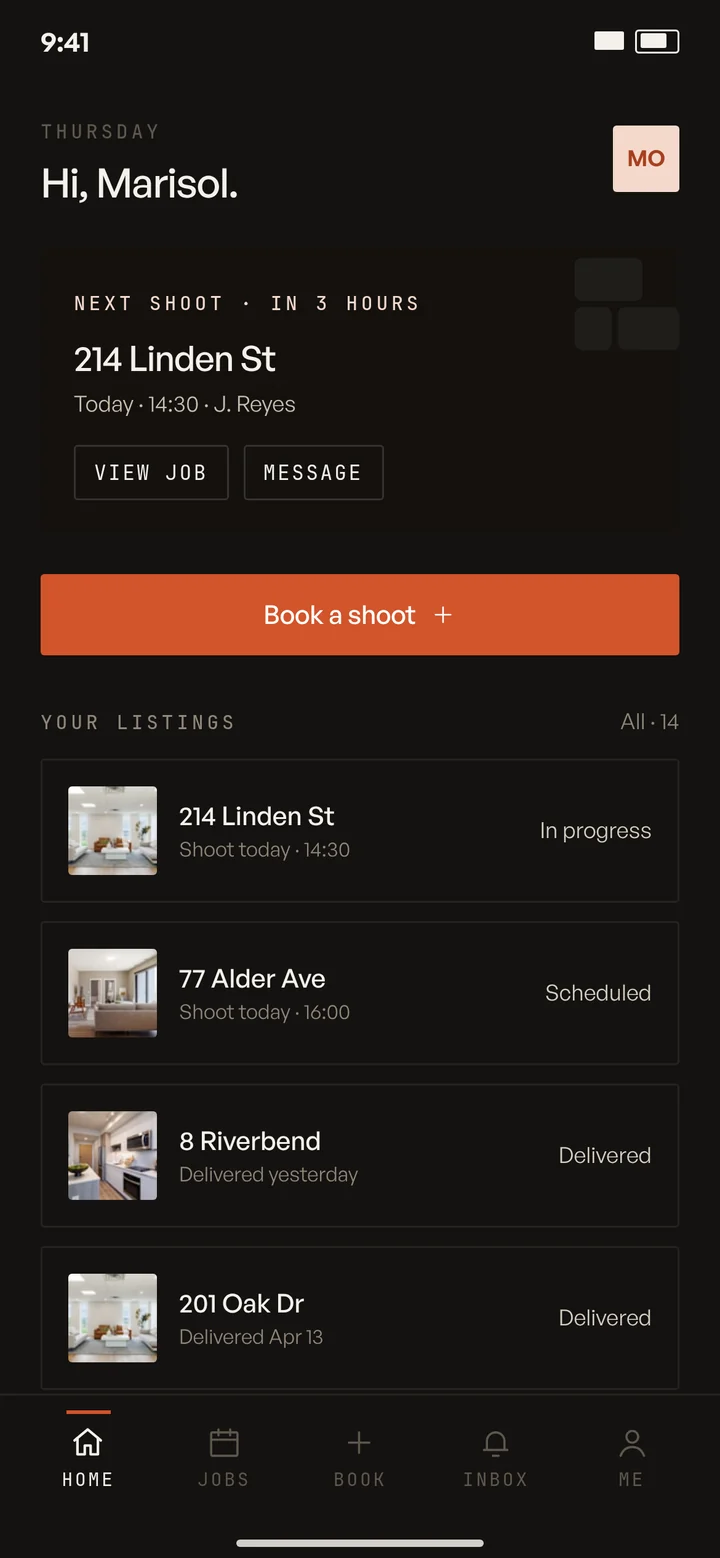 9:41
THURSDAY
Hi, Marisol.
MO
NEXT SHOOT · IN 3 HOURS
214 Linden St
Today · 14:30 · J. Reyes
VIEW JOB
MESSAGE
Book a shoot +
YOUR LISTINGS
All · 14
214 Linden St
Shoot today · 14:30
In progress
77 Alder Ave
Shoot today · 16:00
Scheduled
8 Riverbend
Delivered yesterday
Delivered
201 Oak Dr
Delivered Apr 13
Delivered
HOME
JOBS
BOOK
INBOX
ME